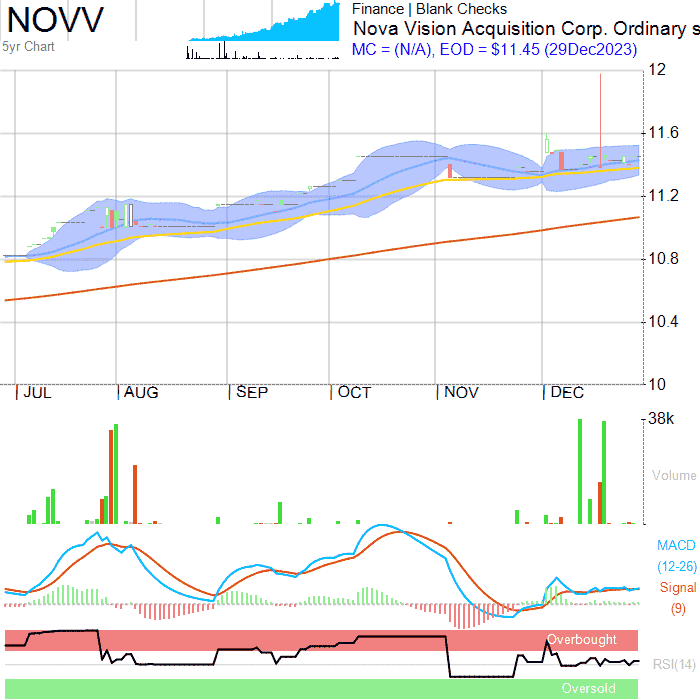 NOVV
5yr Chart
Finance | Blank Checks
Nova Vision Acquisition Corp. Ordinary s
MC = (N/A), EOD = $11.45 (29Dec2023)
12
11.6
11.2
10.8
10.4
10
JUL
AUG
SEP
OCT
NOV
DEC
38k
Volume
MACD
(12-26)
Signal
(9)
Overbought
RSI(14)
Oversold